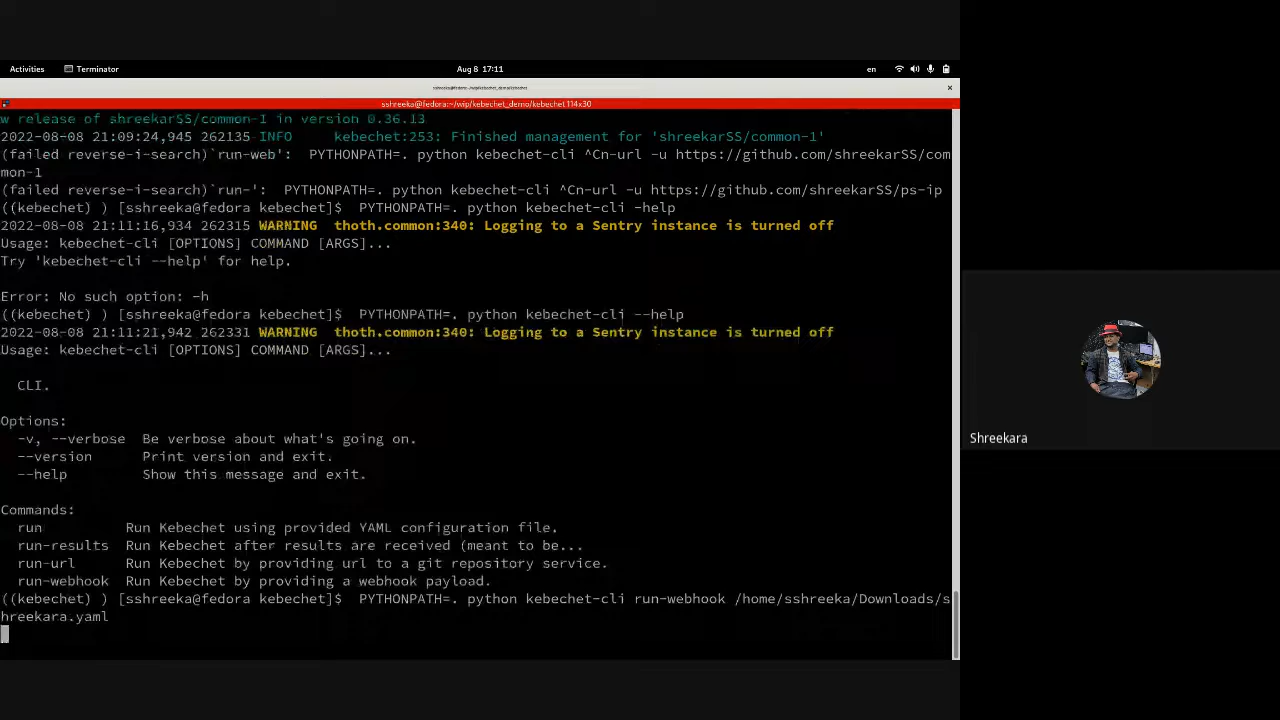 Activities
Terminator
Aug 8 17:11
en
sshreeka@fedora:~/wip/kebechet_demo/kebechet
sshreeka@fedora:~/wip/kebechet_demo/kebechet 114x30
w release of shreekarSS/common-1 in version 0.36.13
2022-08-08 21:09:24,945 262135 INFO     kebechet:253: Finished management for 'shreekarSS/common-1'
(failed reverse-i-search)`run-web':  PYTHONPATH=. python kebechet-cli ^Cn-url -u https://github.com/shreekarSS/com
mon-1
(failed reverse-i-search)`run-':  PYTHONPATH=. python kebechet-cli ^Cn-url -u https://github.com/shreekarSS/ps-ip
((kebechet) ) [sshreeka@fedora kebechet]$  PYTHONPATH=. python kebechet-cli -help
2022-08-08 21:11:16,934 262315 WARNING  thoth.common:340: Logging to a Sentry instance is turned off
Usage: kebechet-cli [OPTIONS] COMMAND [ARGS]...
Try 'kebechet-cli --help' for help.
Error: No such option: -h
((kebechet) ) [sshreeka@fedora kebechet]$  PYTHONPATH=. python kebechet-cli --help
2022-08-08 21:11:21,942 262331 WARNING  thoth.common:340: Logging to a Sentry instance is turned off
Usage: kebechet-cli [OPTIONS] COMMAND [ARGS]...
CLI.
Options:
-v, --verbose  Be verbose about what's going on.
--version      Print version and exit.
--help         Show this message and exit.
Commands:
run          Run Kebechet using provided YAML configuration file.
run-results  Run Kebechet after results are received (meant to be...
run-url      Run Kebechet by providing url to a git repository service.
run-webhook  Run Kebechet by providing a webhook payload.
((kebechet) ) [sshreeka@fedora kebechet]$  PYTHONPATH=. python kebechet-cli run-webhook /home/sshreeka/Downloads/s
hreekara.yaml
Shreekara